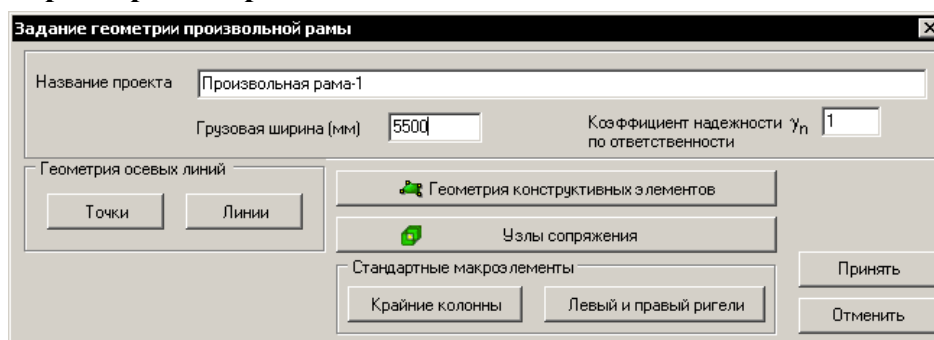 Задание геометрии произвольной рамы
Название проекта Произвольная рама-1
Грузовая ширина (мм) 5500 Коэффициент надежности γn 1
по ответственности
Геометрия осевых линий
Геометрия конструктивных элементов
Точки Линии
Узлы сопряжения
Стандартные макроэлементы
Принять
Крайние колонны Левый и правый ригели
Отменить